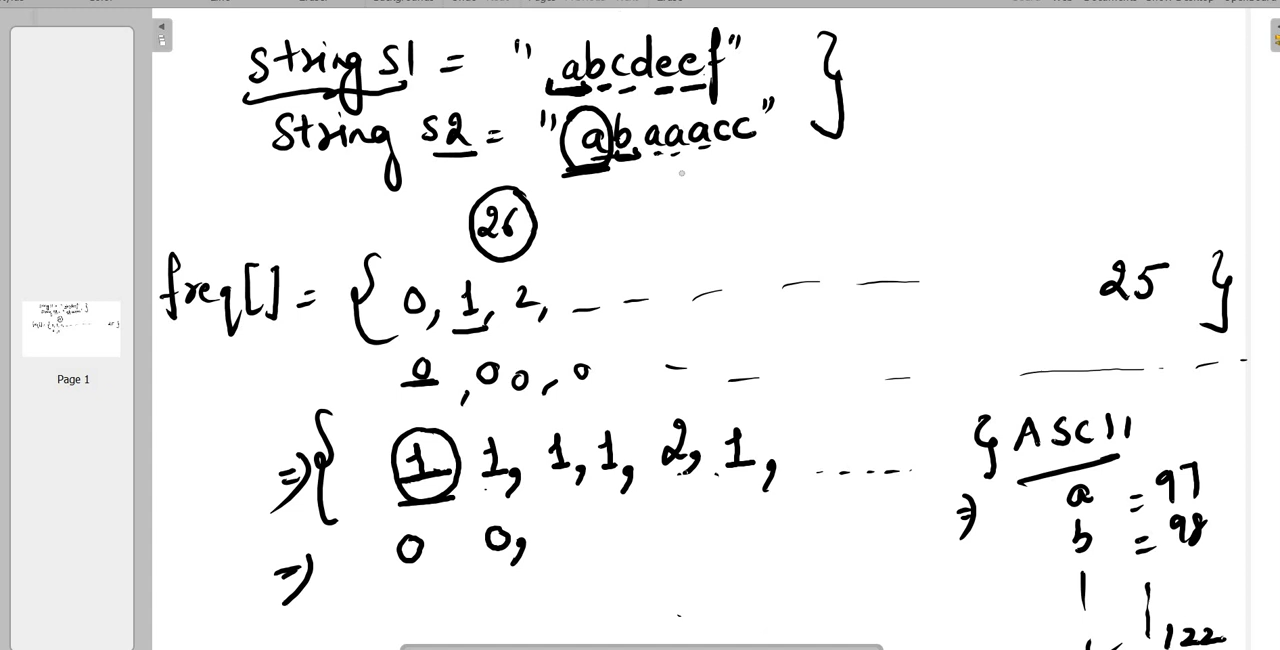 String s1 = "abcdeef" }
String s2 = "abaaacc"
26
freq[] = { 0, 1, 2, 25 }
0, 0 0, 0
=> { 1 1, 1, 1, 2, 1, .....
=> 0 0,
{ ASCII
=> a = 97
b = 98
122
Page 1